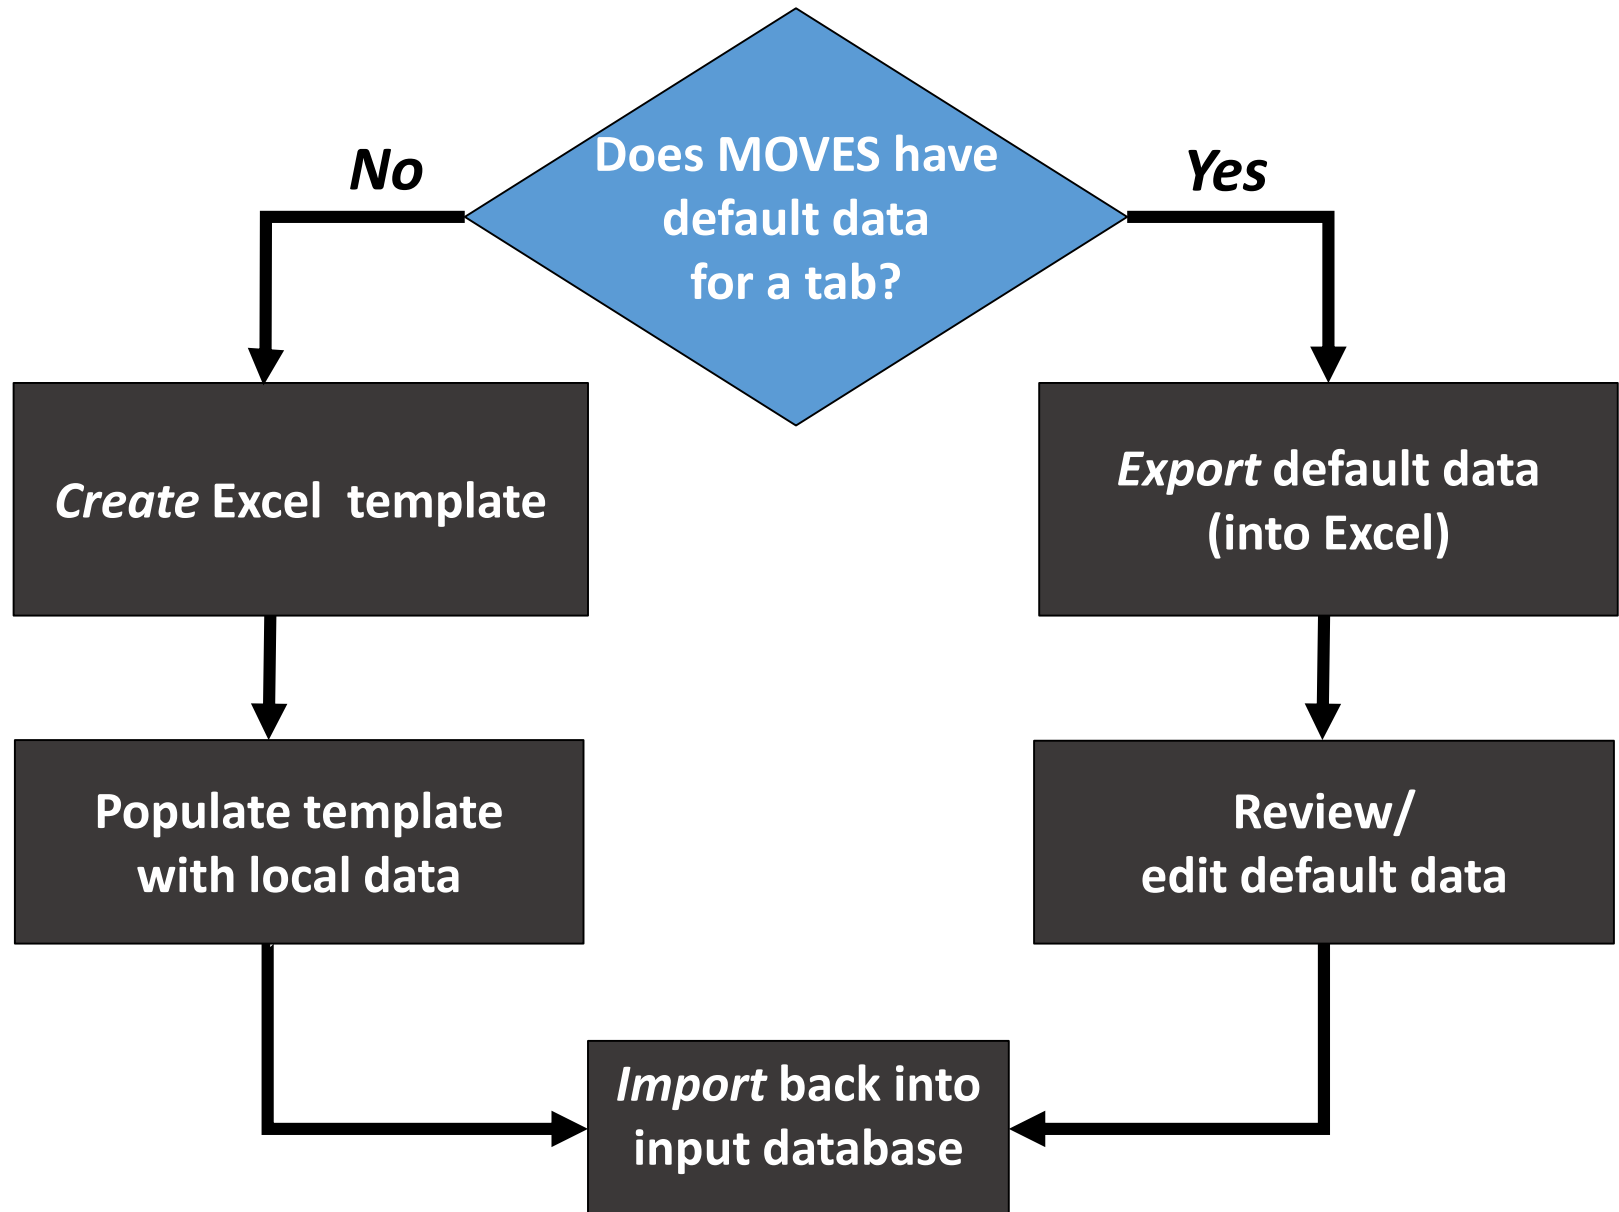 Does MOVES have
default data
for a tab?
No
Yes
Create Excel template
Export default data
(into Excel)
Populate template
with local data
Review/
edit default data
Import back into
input database